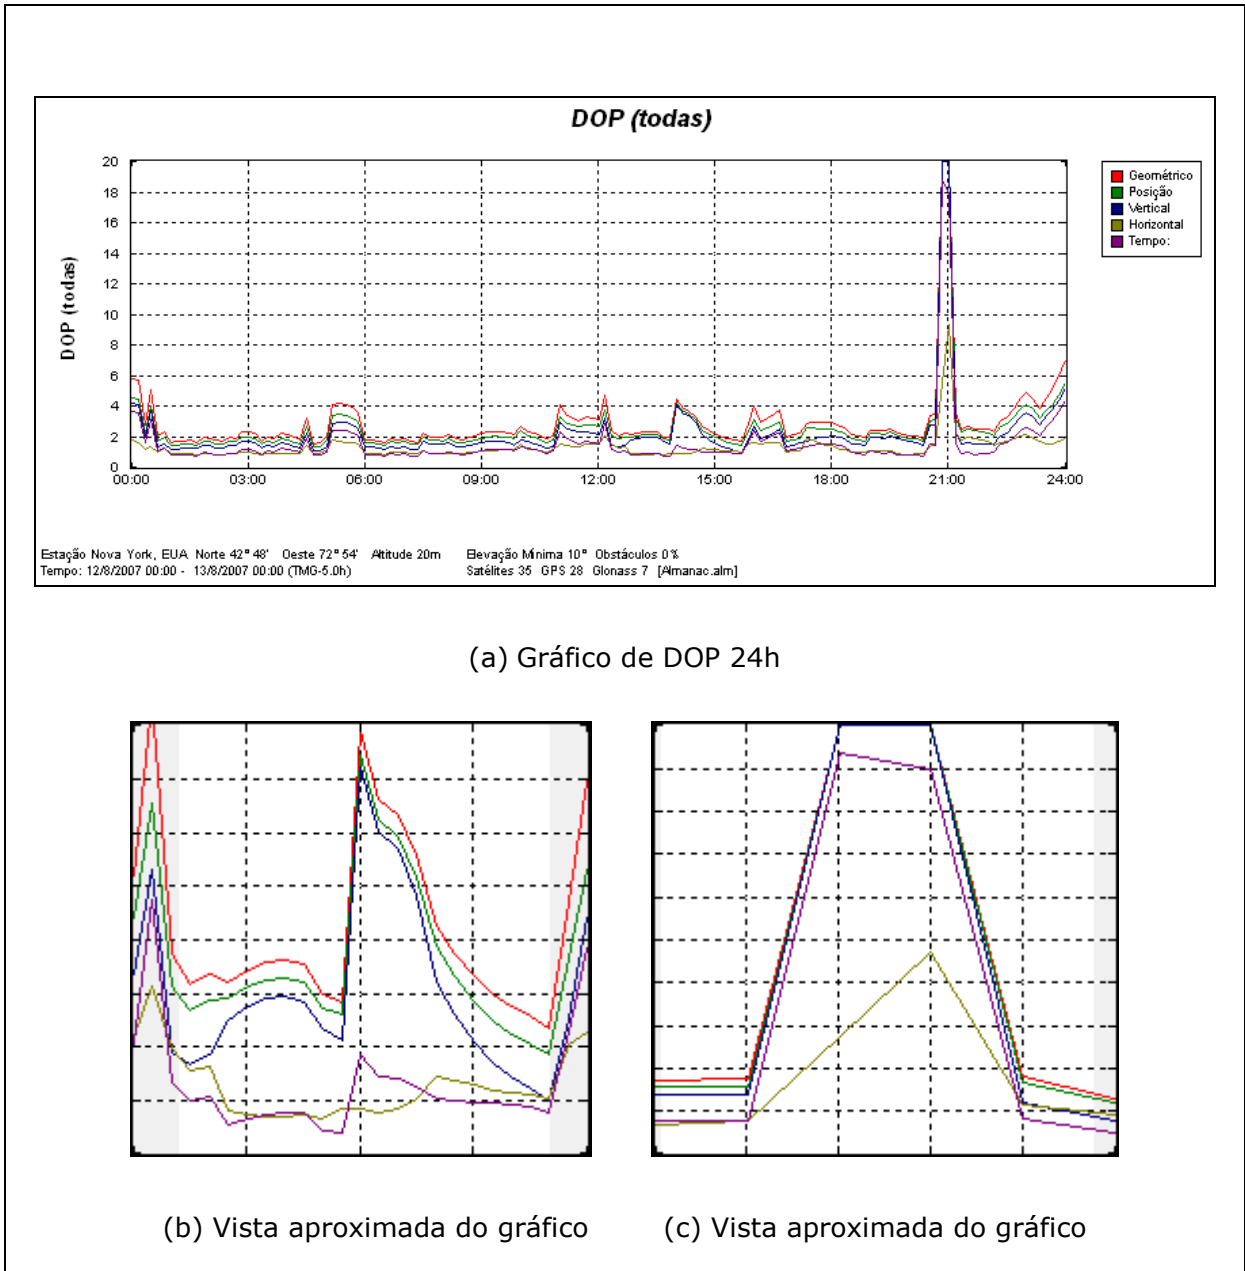 DOP (todas)
20
18
16
14
12
10
8
6
4
2
0
DOP (todas)
00:00 03:00 06:00 09:00 12:00 15:00 18:00 21:00 24:00
Geométrico
Posição
Vertical
Horizontal
Tempo:
Estação Nova York, EUA Norte 42° 48' Oeste 72° 54' Altitude 20m Elevação Mínima 10° Obstáculos 0%
Tempo: 12/8/2007 00:00 - 13/8/2007 00:00 (TMG-5.0h) Satélites 35 GPS 28 Glonass 7 [Almanac.alm]
(a) Gráfico de DOP 24h
(b) Vista aproximada do gráfico (c) Vista aproximada do gráfico